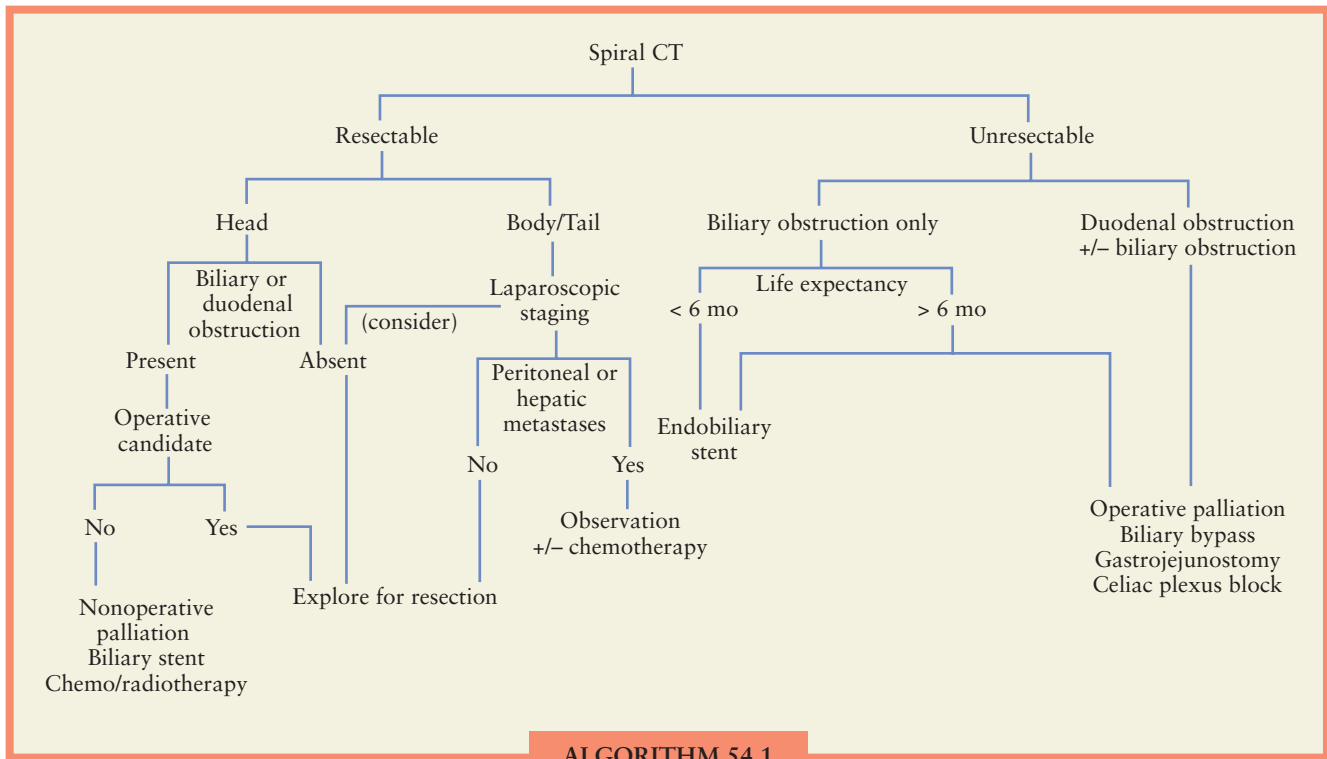 Spiral CT
Resectable
Unresectable
Head
Body/Tail
Biliary obstruction only
Duodenal obstruction
+/– biliary obstruction
Biliary or
duodenal
obstruction
Laparoscopic
staging
(consider)
Life expectancy
< 6 mo
> 6 mo
Present
Absent
Peritoneal or
hepatic
metastases
Operative
candidate
Endobiliary
stent
No
Yes
No
Yes
Observation
+/– chemotherapy
Operative palliation
Biliary bypass
Gastrojejunostomy
Celiac plexus block
Explore for resection
Nonoperative
palliation
Biliary stent
Chemo/radiotherapy
ALGORITHM 54.1